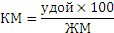 КМ = удой × 100
ЖМ